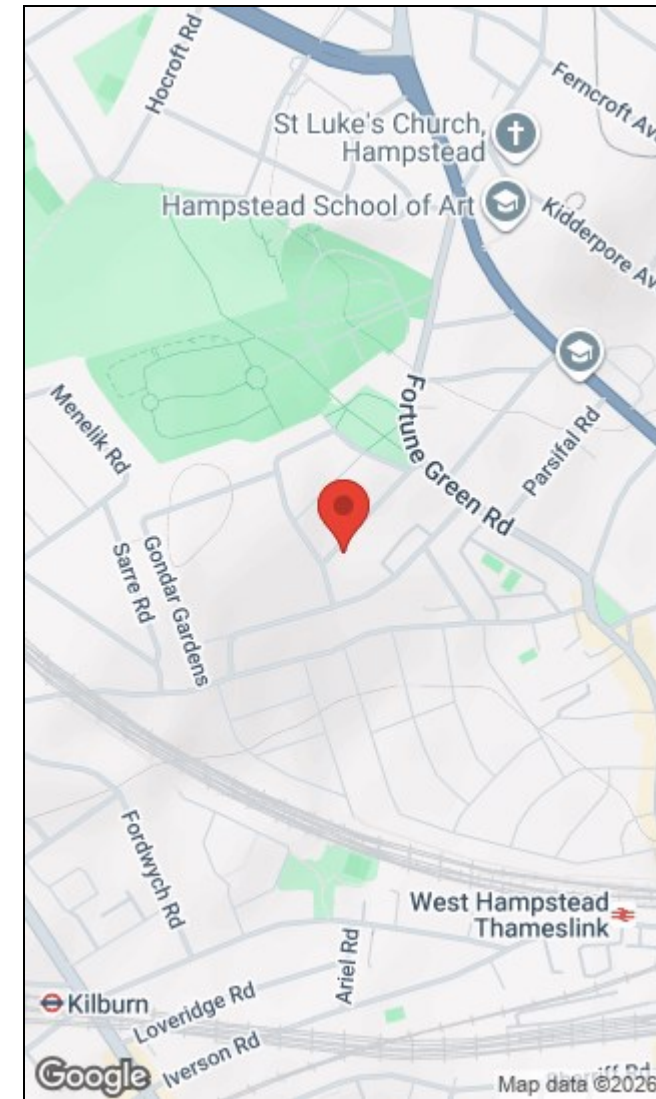 Hocroft Rd
Ferncroft Av
St Luke's Church,
Hampstead
Hampstead School of Art
Kidderpore Av
Menelik Rd
Fortune Green Rd
Parsifal Rd
Sarre Rd
Gondar Gardens
Fordwych Rd
West Hampstead
Thameslink
Ariel Rd
Kilburn
Loveridge Rd
Iverson Rd
Rd
Google
Map data ©2026